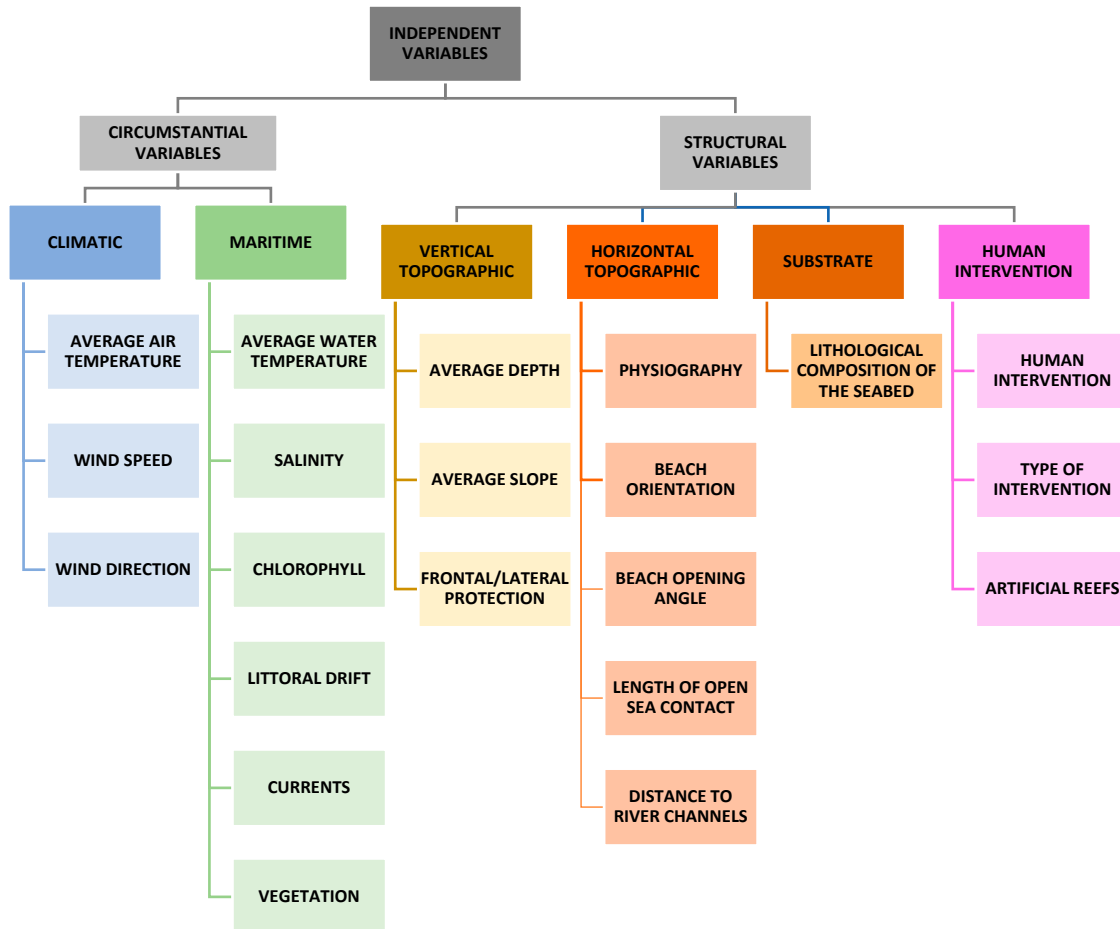 INDEPENDENT
VARIABLES
CIRCUMSTANTIAL
VARIABLES
STRUCTURAL
VARIABLES
CLIMATIC
MARITIME
VERTICAL
TOPOGRAPHIC
HORIZONTAL
TOPOGRAPHIC
SUBSTRATE
HUMAN
INTERVENTION
AVERAGE AIR
TEMPERATURE
WIND SPEED
WIND DIRECTION
AVERAGE WATER
TEMPERATURE
SALINITY
CHLOROPHYLL
LITTORAL DRIFT
CURRENTS
VEGETATION
AVERAGE DEPTH
AVERAGE SLOPE
FRONTAL/LATERAL
PROTECTION
PHYSIOGRAPHY
BEACH
ORIENTATION
BEACH OPENING
ANGLE
LENGTH OF OPEN
SEA CONTACT
DISTANCE TO
RIVER CHANNELS
LITHOLOGICAL
COMPOSITION OF
THE SEABED
HUMAN
INTERVENTION
TYPE OF
INTERVENTION
ARTIFICIAL REEFS